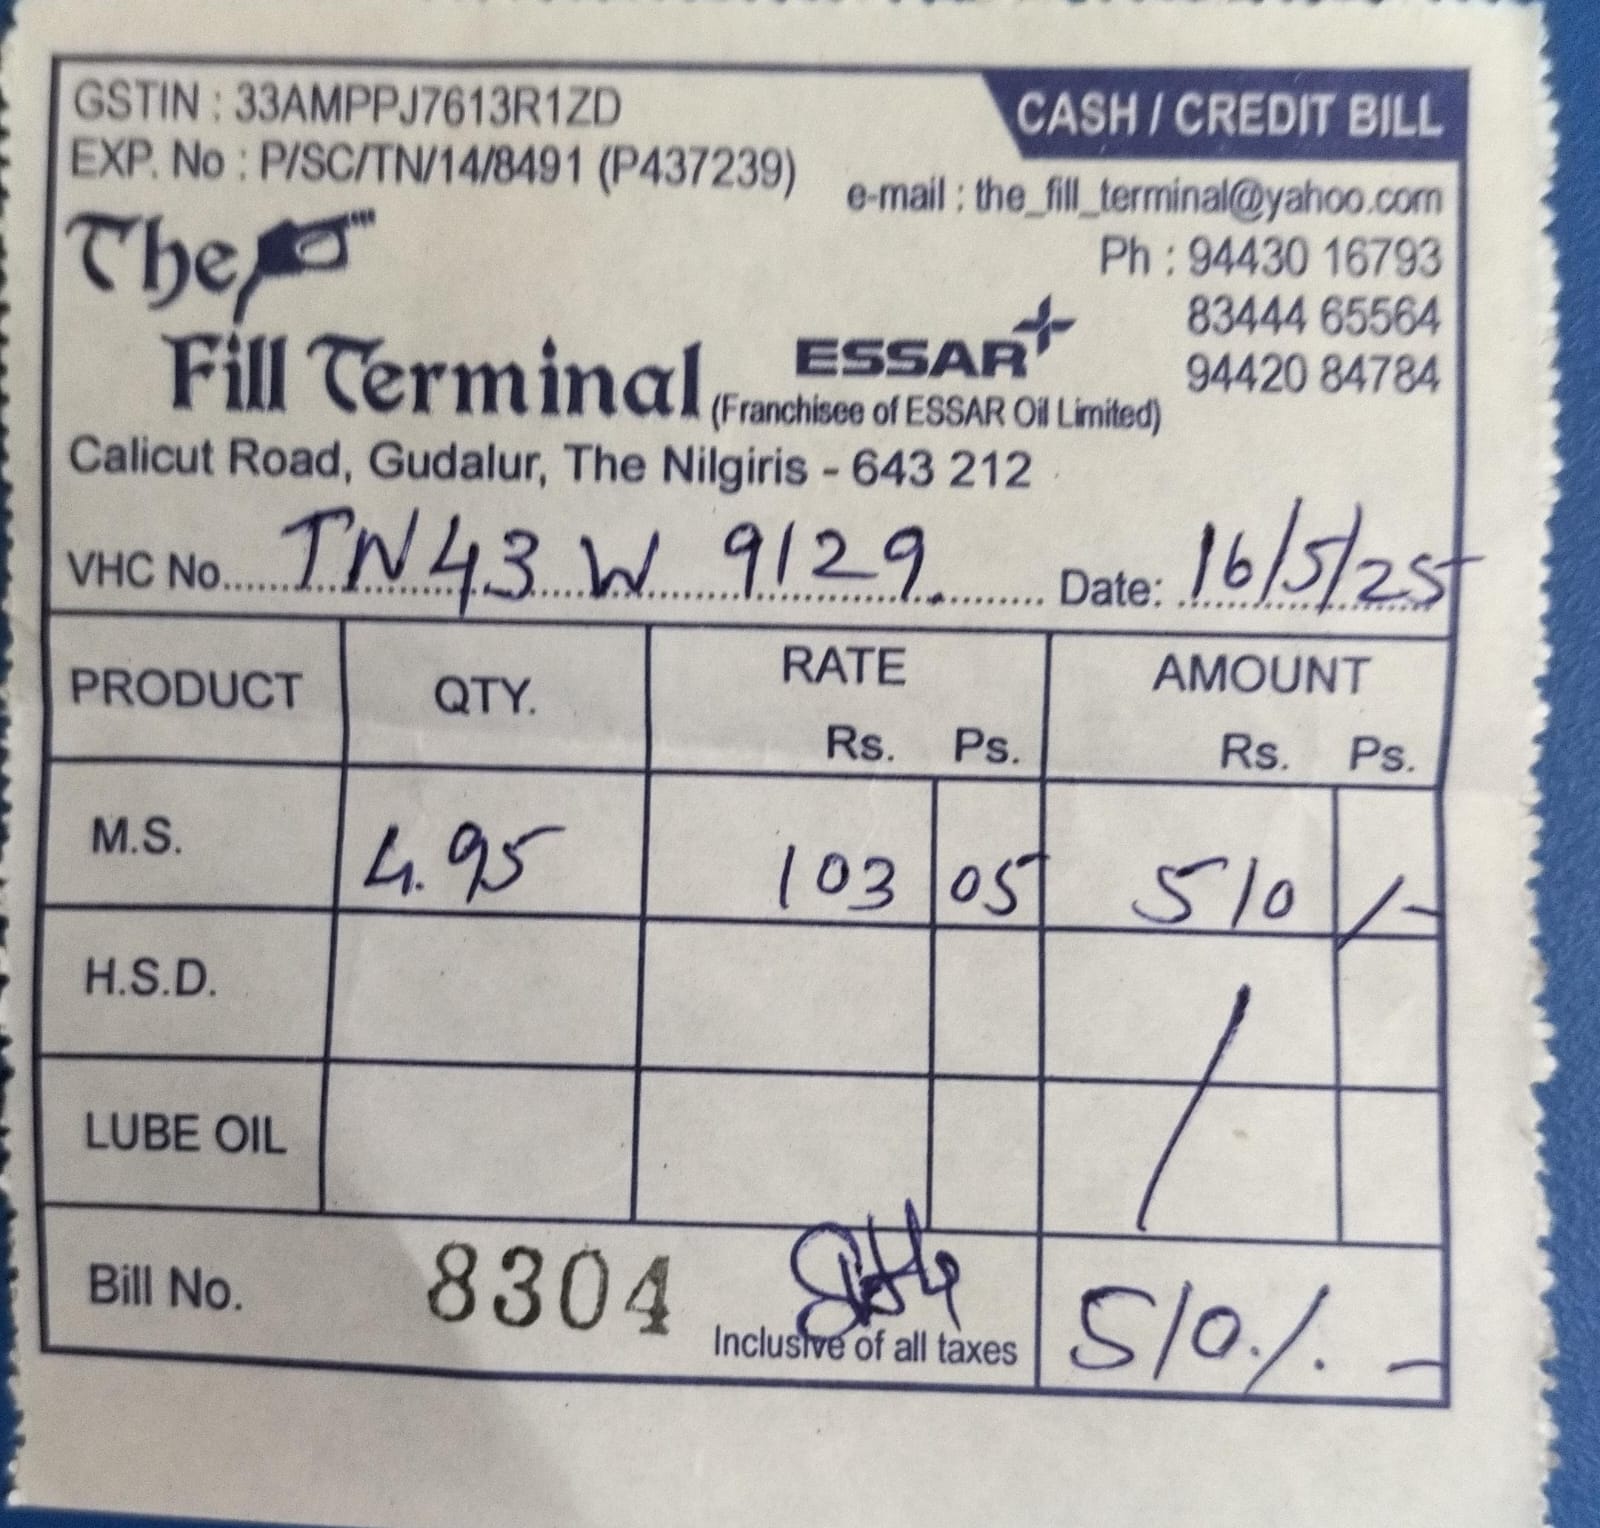 GSTIN : 33AMPPJ7613R1ZD
CASH / CREDIT BILL
EXP. No : P/SC/TN/14/8491 (P437239)
e-mail : the_fill_terminal@yahoo.com
Ph : 94430 16793
83444 65564
94420 84784
The
Fill Terminal
ESSAR
(Franchisee of ESSAR Oil Limited)
Calicut Road, Gudalur, The Nilgiris - 643 212
VHC No. TN 43 W 9129. Date: 16/5/25
PRODUCT QTY. RATE Rs. Ps. AMOUNT Rs. Ps.
M.S. 4.95 103 05 510 /-
H.S.D.
LUBE OIL
Bill No. 8304 510./. -
Inclusive of all taxes